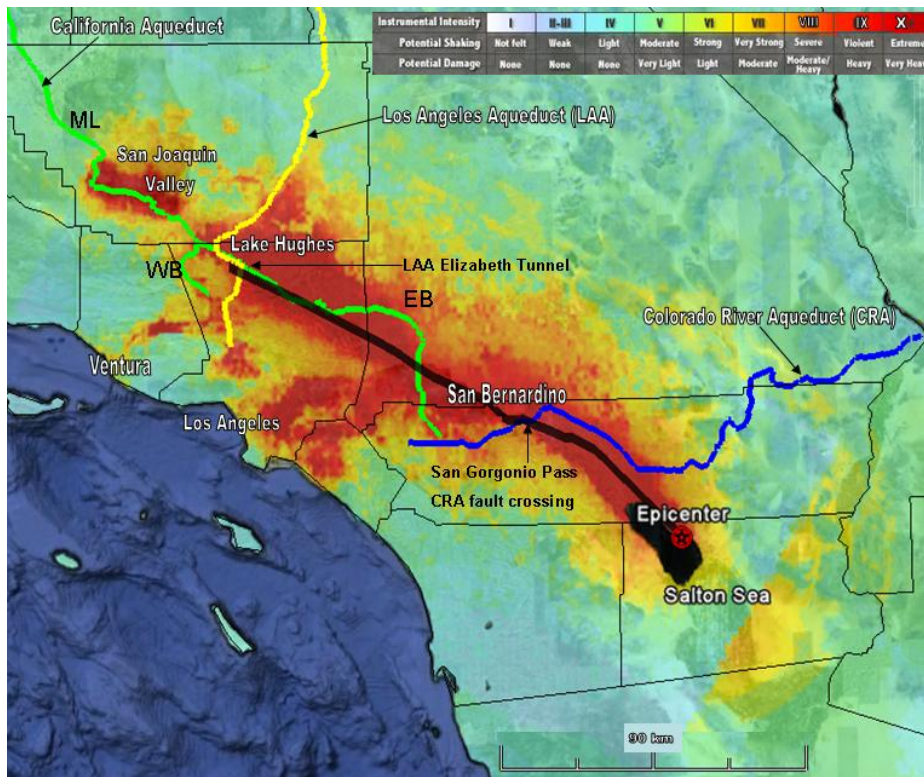 Instrumental Intensity I II-III IV V VI VII VIII IX X
Potential Shaking Not felt Weak Light Moderate Strong Very Strong Severe Violent Extreme
Potential Damage None None None Very Light Light Moderate Moderate/ Heavy Heavy Very Heav
California Aqueduct
ML
Los Angeles Aqueduct (LAA)
San Joaquin
Valley
Lake Hughes
WB
LAA Elizabeth Tunnel
EB
Colorado River Aqueduct (CRA)
Ventura
San Bernardino
Los Angeles
San Gorgonio Pass
CRA fault crossing
Epicenter
Salton Sea
90 km